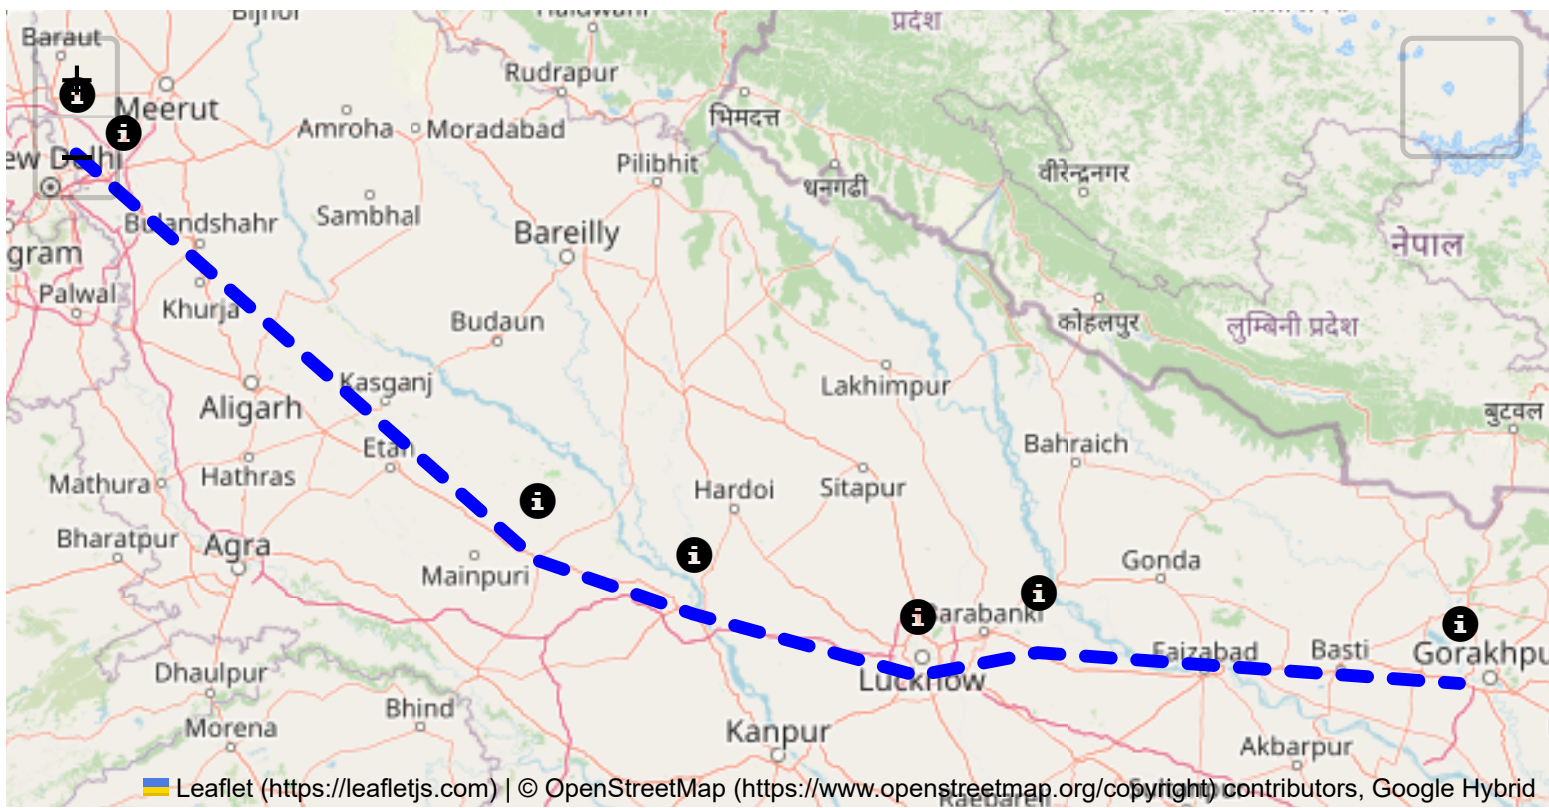 Baraut
Rudrapur
प्रदेश
Meerut
Amroha
Moradabad
भिमदत्त
Pilibhit
धनगढी
वीरेन्द्रनगर
Sambhal
Bareilly
नेपाल
Palwal
Khurja
Budaun
कोहलपुर
लुम्बिनी प्रदेश
Kasganj
Lakhimpur
बुटवल
Aligarh
Etah
Bahraich
Mathura
Hathras
Hardoi
Sitapur
Bharatpur
Agra
Mainpuri
Gonda
Dhaulpur
Faizabad
Basti
Lucknow
Morena
Bhind
Kanpur
Akbarpur
Leaflet (https://leafletjs.com) | © OpenStreetMap (https://www.openstreetmap.org/copyright) contributors, Google Hybrid